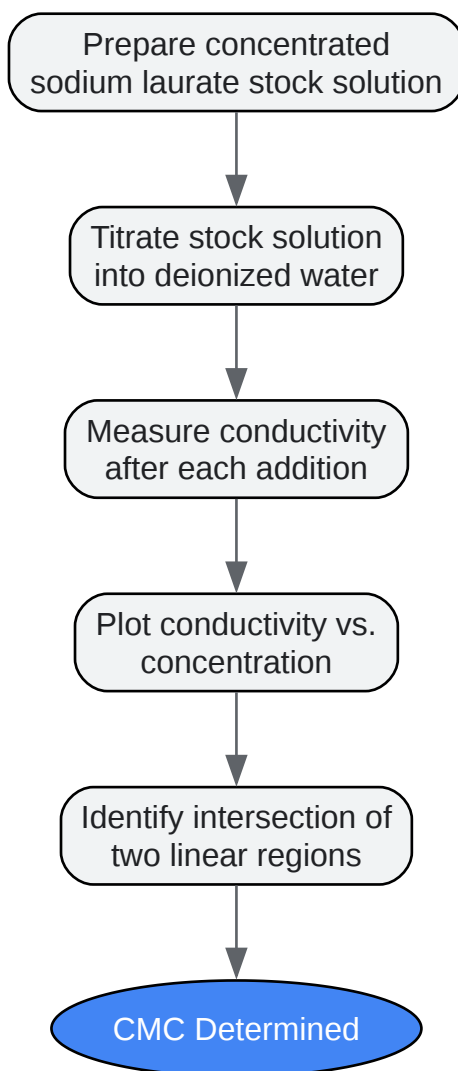 Prepare concentrated
sodium laurate stock solution
Titrate stock solution
into deionized water
Measure conductivity
after each addition
Plot conductivity vs.
concentration
Identify intersection of
two linear regions
CMC Determined